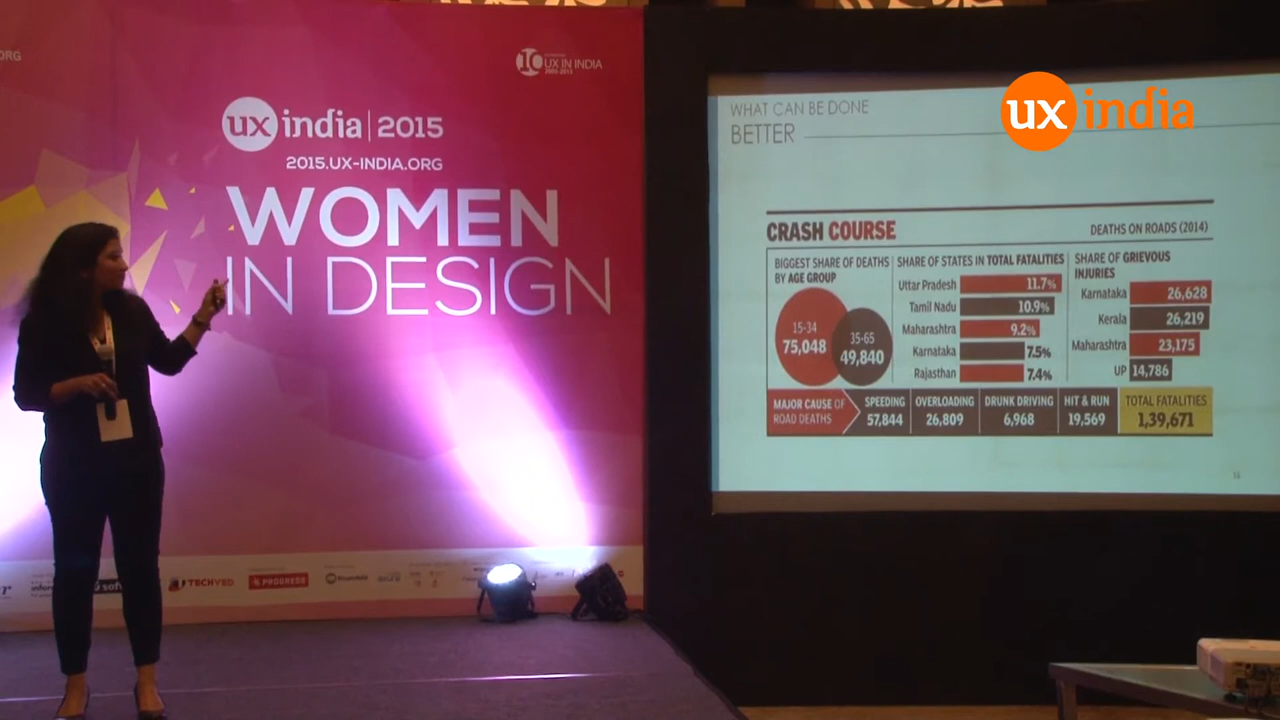 .ORG
10
UX IN INDIA
2005-2015
ux india | 2015
2015.UX-INDIA.ORG
WOMEN
IN DESIGN
TECHVED
PROGRESS
ux india
WHAT CAN BE DONE
BETTER
CRASH COURSE
DEATHS ON ROADS (2014)
BIGGEST SHARE OF DEATHS
BY AGE GROUP
15-34
75,048
35-65
49,840
SHARE OF STATES IN TOTAL FATALITIES
Uttar Pradesh 11.7%
Tamil Nadu 10.9%
Maharashtra 9.2%
Karnataka 7.5%
Rajasthan 7.4%
SHARE OF GRIEVOUS
INJURIES
Karnataka 26,628
Kerala 26,219
Maharashtra 23,175
UP 14,786
MAJOR CAUSE OF
ROAD DEATHS
SPEEDING
57,844
OVERLOADING
26,809
DRUNK DRIVING
6,968
HIT & RUN
19,569
TOTAL FATALITIES
1,39,671